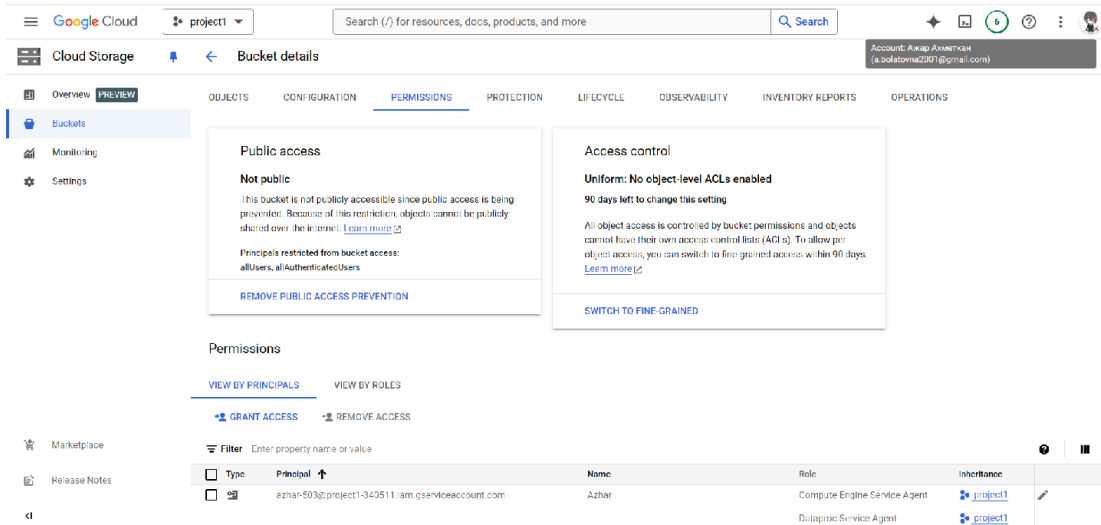 Google Cloud
project1
Search (/) for resources, docs, products, and more
Search
6
Account: Ажар Ахметкан
(a.bolatovna2001@gmail.com)
Cloud Storage
Bucket details
Overview PREVIEW
Buckets
Monitoring
Settings
OBJECTS CONFIGURATION PERMISSIONS PROTECTION LIFECYCLE OBSERVABILITY INVENTORY REPORTS OPERATIONS
Public access
Not public
This bucket is not publicly accessible since public access is being
prevented. Because of this restriction, objects cannot be publicly
shared over the internet. Learn more
Principals restricted from bucket access:
allUsers, allAuthenticatedUsers
REMOVE PUBLIC ACCESS PREVENTION
Access control
Uniform: No object-level ACLs enabled
90 days left to change this setting
All object access is controlled by bucket permissions and objects
cannot have their own access control lists (ACLs). To allow per
object access, you can switch to fine-grained access within 90 days.
Learn more
SWITCH TO FINE-GRAINED
Permissions
VIEW BY PRINCIPALS VIEW BY ROLES
GRANT ACCESS REMOVE ACCESS
Filter Enter property name or value
Type Principal Name Role Inheritance
azhar-503@project1-340511.iam.gserviceaccount.com Azhar Compute Engine Service Agent project1
Dataproc Service Agent project1
Marketplace
Release Notes